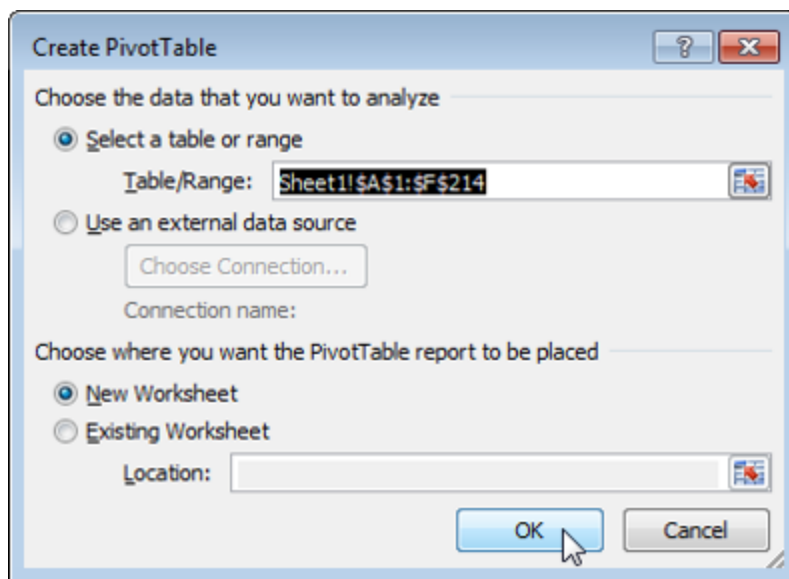 Create PivotTable
Choose the data that you want to analyze
Select a table or range
Table/Range: Sheet1!$A$1:$F$214
Use an external data source
Choose Connection...
Connection name:
Choose where you want the PivotTable report to be placed
New Worksheet
Existing Worksheet
Location:
OK Cancel